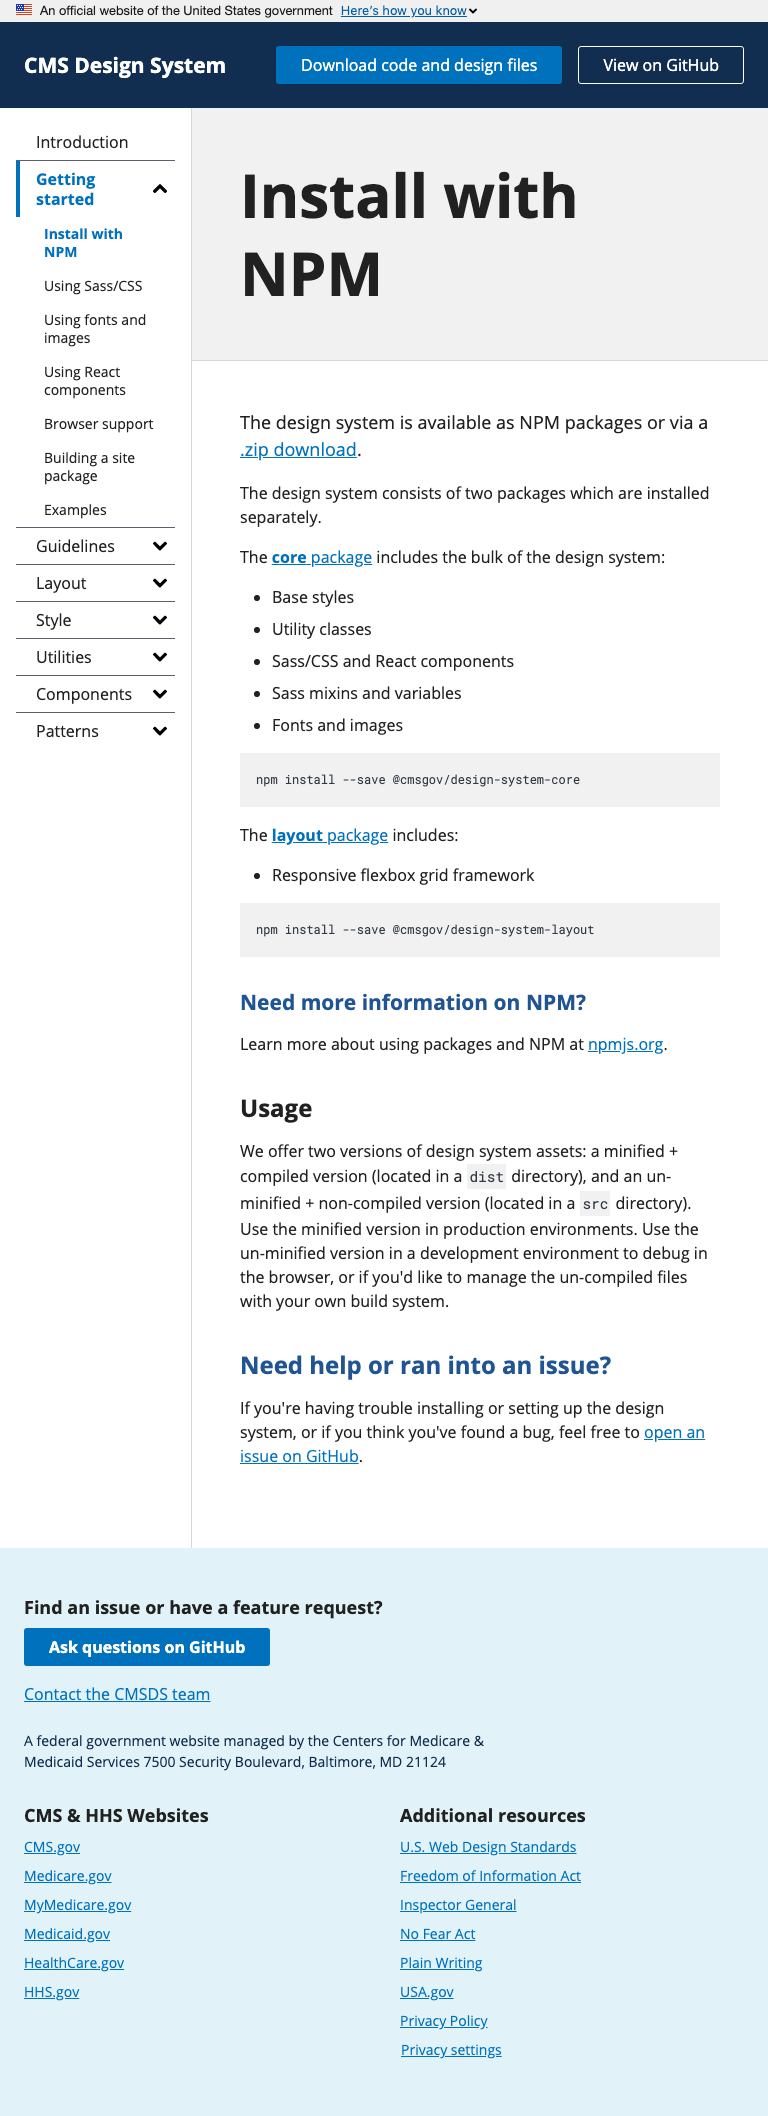 An official website of the United States government Here's how you know
CMS Design System
Download code and design files
View on GitHub
Introduction
Getting
started
Install with
NPM
Using Sass/CSS
Using fonts and
images
Using React
components
Browser support
Building a site
package
Examples
Guidelines
Layout
Style
Utilities
Components
Patterns
Install with
NPM
The design system is available as NPM packages or via a
.zip download.
The design system consists of two packages which are installed
separately.
The core package includes the bulk of the design system:
Base styles
Utility classes
Sass/CSS and React components
Sass mixins and variables
Fonts and images
npm install --save @cmsgov/design-system-core
The layout package includes:
Responsive flexbox grid framework
npm install --save @cmsgov/design-system-layout
Need more information on NPM?
Learn more about using packages and NPM at npmjs.org.
Usage
We offer two versions of design system assets: a minified +
compiled version (located in a dist directory), and an un-
minified + non-compiled version (located in a src directory).
Use the minified version in production environments. Use the
un-minified version in a development environment to debug in
the browser, or if you'd like to manage the un-compiled files
with your own build system.
Need help or ran into an issue?
If you're having trouble installing or setting up the design
system, or if you think you've found a bug, feel free to open an
issue on GitHub.
Find an issue or have a feature request?
Ask questions on GitHub
Contact the CMSDS team
A federal government website managed by the Centers for Medicare &
Medicaid Services 7500 Security Boulevard, Baltimore, MD 21124
CMS & HHS Websites
CMS.gov
Medicare.gov
MyMedicare.gov
Medicaid.gov
HealthCare.gov
HHS.gov
Additional resources
U.S. Web Design Standards
Freedom of Information Act
Inspector General
No Fear Act
Plain Writing
USA.gov
Privacy Policy
Privacy settings